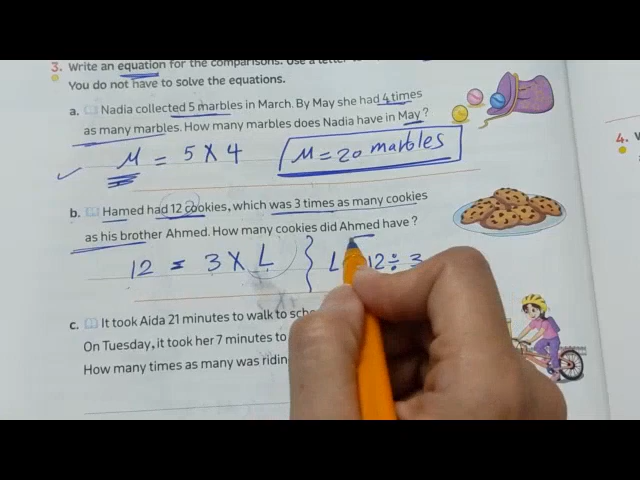 3. Write an equation for the comparisons. Use a letter
You do not have to solve the equations.
a. Nadia collected 5 marbles in March. By May she had 4 times
as many marbles. How many marbles does Nadia have in May?
M = 5 X 4 M = 20 marbles
4.
b. Hamed had 12 cookies, which was 3 times as many cookies
as his brother Ahmed. How many cookies did Ahmed have?
12 = 3 X L L 12 ÷ 3
c. It took Aida 21 minutes to walk to
On Tuesday, it took her 7 minutes to
How many times as many was